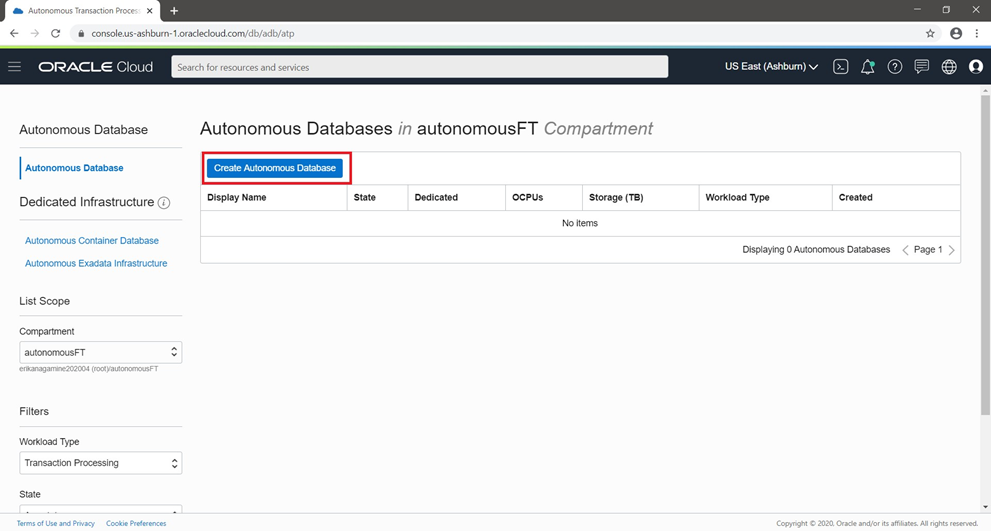 Autonomous Transaction Process
console.us-ashburn-1.oraclecloud.com/db/adb/atp
ORACLE Cloud
Search for resources and services
US East (Ashburn)
Autonomous Database
Autonomous Database
Dedicated Infrastructure
Autonomous Container Database
Autonomous Exadata Infrastructure
List Scope
Compartment
autonomousFT
erikanagamine202004 (root)/autonomousFT
Filters
Workload Type
Transaction Processing
State
Autonomous Databases in autonomousFT Compartment
Create Autonomous Database
Display Name State Dedicated OCPUs Storage (TB) Workload Type Created
No items
Displaying 0 Autonomous Databases Page 1
Terms of Use and Privacy Cookie Preferences
Copyright © 2020, Oracle and/or its affiliates. All rights reserved.